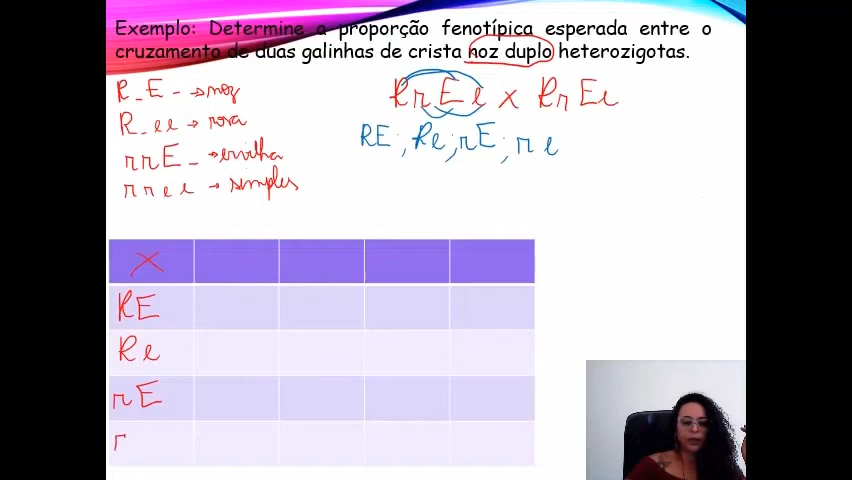 Exemplo: Determine a proporção fenotípica esperada entre o
cruzamento de duas galinhas de crista noz duplo heterozigotas.
R_E_ → noz
R_ee → rosa
rrE_ → ervilha
rree → simples
RrEe x RrEe
RE; Re; rE; re
X
RE
Re
rE
r